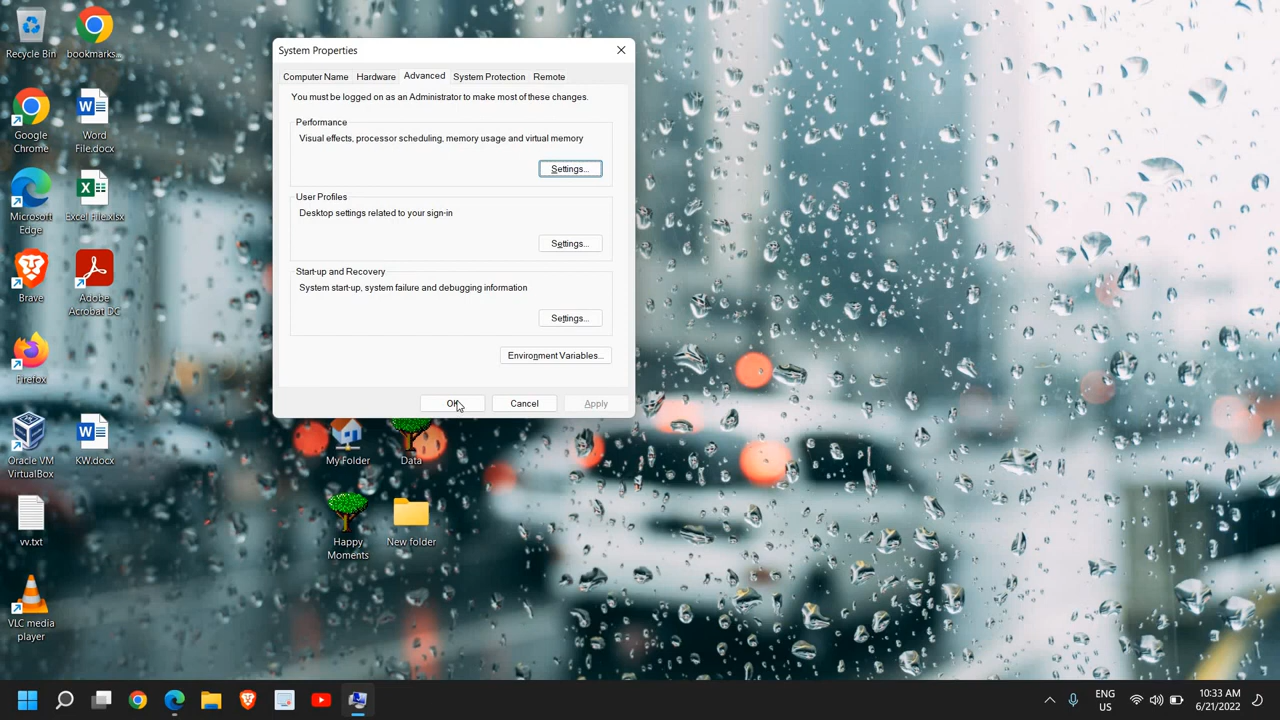 System Properties
Computer Name
Hardware
Advanced
System Protection
Remote
You must be logged on as an Administrator to make most of these changes.
Performance
Visual effects, processor scheduling, memory usage and virtual memory
Settings...
User Profiles
Desktop settings related to your sign-in
Settings...
Start-up and Recovery
System start-up, system failure and debugging information
Settings...
Environment Variables...
OK
Cancel
Apply
Recycle Bin
bookmarks...
Google
Chrome
Word
File.docx
Microsoft
Edge
Excel File.xlsx
Brave
Adobe
Acrobat DC
Firefox
Oracle VM
VirtualBox
KW.docx
My Folder
Data
vv.txt
Happy
Moments
New folder
VLC media
player
ENG
US
10:33 AM
6/21/2022